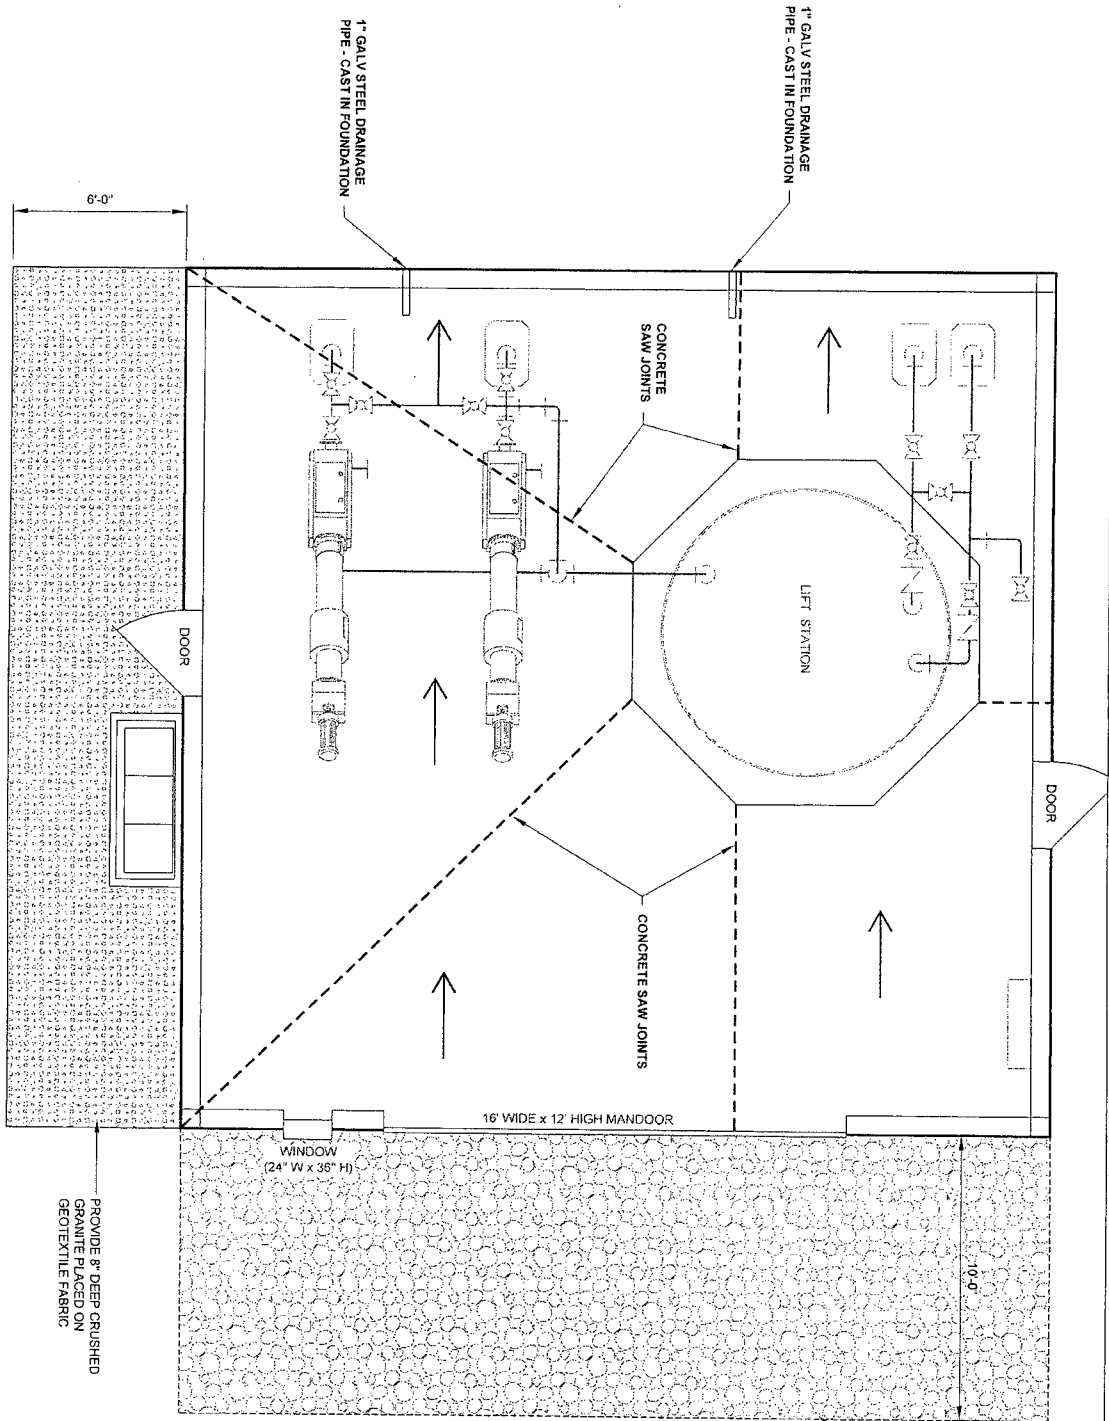 1" GALV STEEL DRAINAGE
PIPE - CAST IN FOUNDATION
1" GALV STEEL DRAINAGE
PIPE - CAST IN FOUNDATION
6'-0"
CONCRETE
SAW JOINTS
LIFT STATION
DOOR
DOOR
CONCRETE SAW JOINTS
16' WIDE x 12' HIGH MANDOOR
WINDOW
(24" W x 36" H)
PROVIDE 8" DEEP CRUSHED
GRANITE PLACED ON
GEOTEXTILE FABRIC
10'-0"